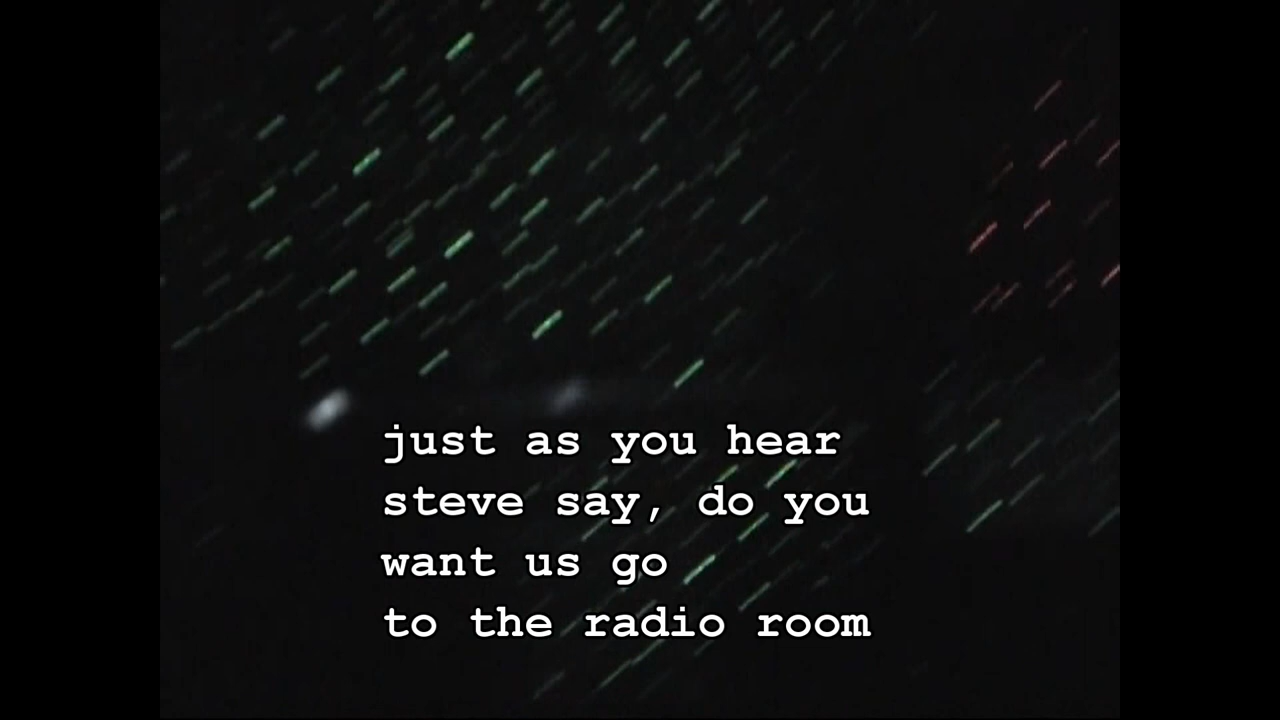 just as you hear
steve say, do you
want us go
to the radio room